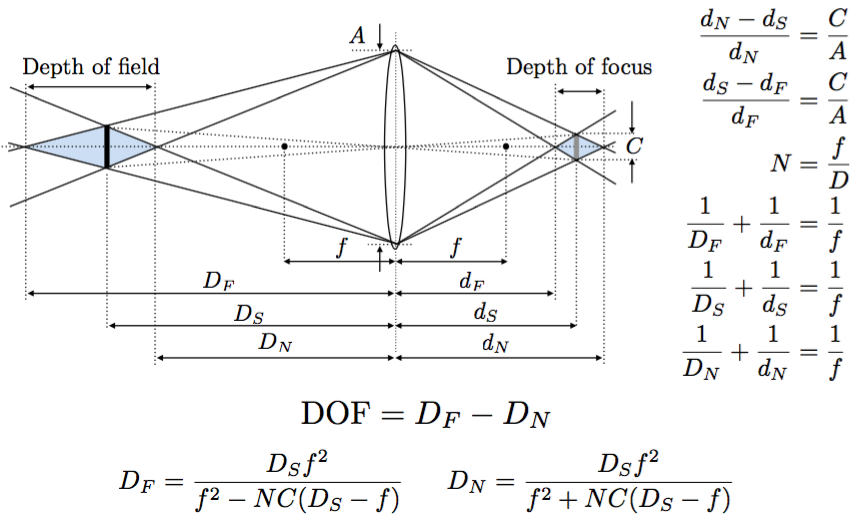 A
Depth of field
Depth of focus
C
f
f
D_F
d_F
D_S
d_S
D_N
d_N
\frac{d_N - d_S}{d_N} = \frac{C}{A}
\frac{d_S - d_F}{d_F} = \frac{C}{A}
N = \frac{f}{D}
\frac{1}{D_F} + \frac{1}{d_F} = \frac{1}{f}
\frac{1}{D_S} + \frac{1}{d_S} = \frac{1}{f}
\frac{1}{D_N} + \frac{1}{d_N} = \frac{1}{f}
DOF = D_F - D_N
D_F = \frac{D_S f^2}{f^2 - NC(D_S - f)}
D_N = \frac{D_S f^2}{f^2 + NC(D_S - f)}